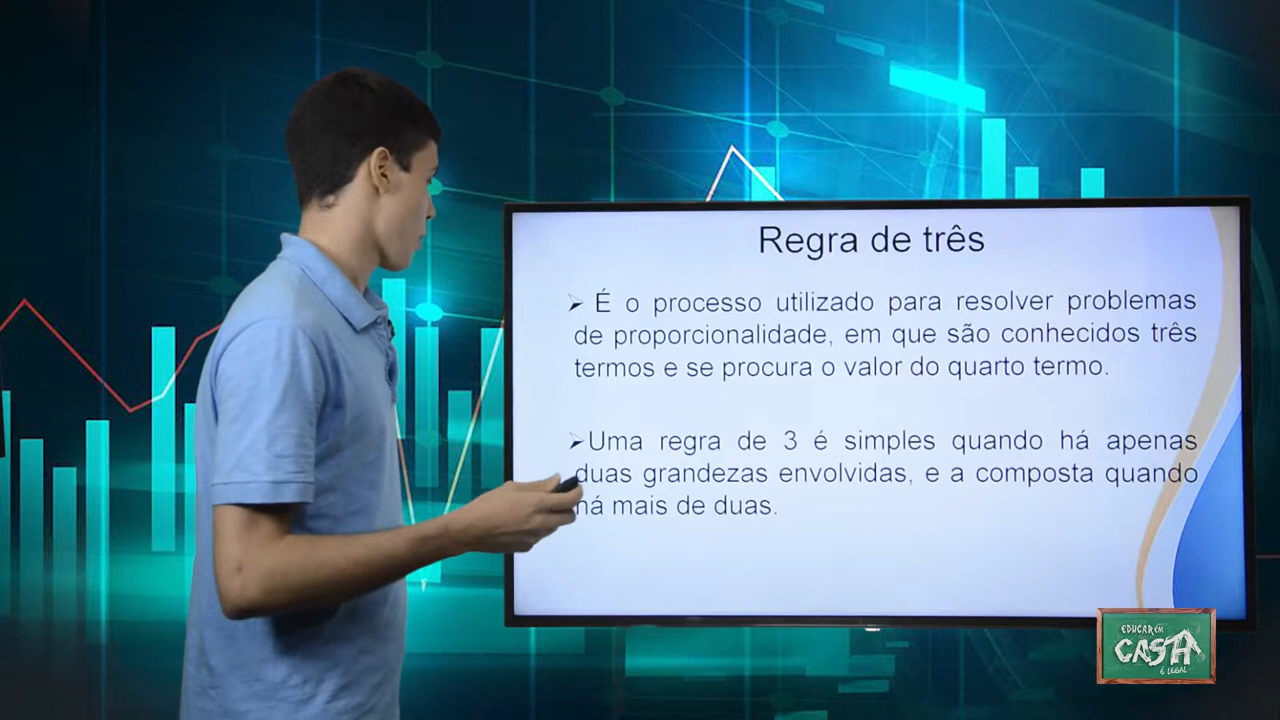 Regra de três
➢ É o processo utilizado para resolver problemas
de proporcionalidade, em que são conhecidos três
termos e se procura o valor do quarto termo.
➢Uma regra de 3 é simples quando há apenas
duas grandezas envolvidas, e a composta quando
há mais de duas.
EDUCAR EM
CASA
É LEGAL